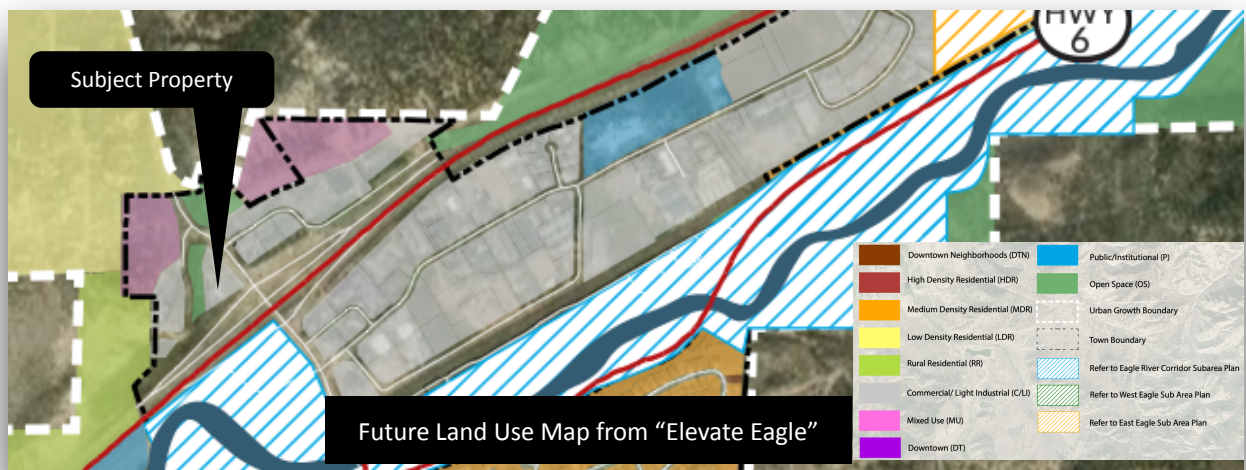 HWY
6
Subject Property
Downtown Neighborhoods (DTN)
High Density Residential (HDR)
Medium Density Residential (MDR)
Low Density Residential (LDR)
Rural Residential (RR)
Commercial/ Light Industrial (C/LI)
Mixed Use (MU)
Downtown (DT)
Public/Institutional (P)
Open Space (OS)
Urban Growth Boundary
Town Boundary
Refer to Eagle River Corridor Subarea Plan
Refer to West Eagle Sub Area Plan
Refer to East Eagle Sub Area Plan
Future Land Use Map from “Elevate Eagle”